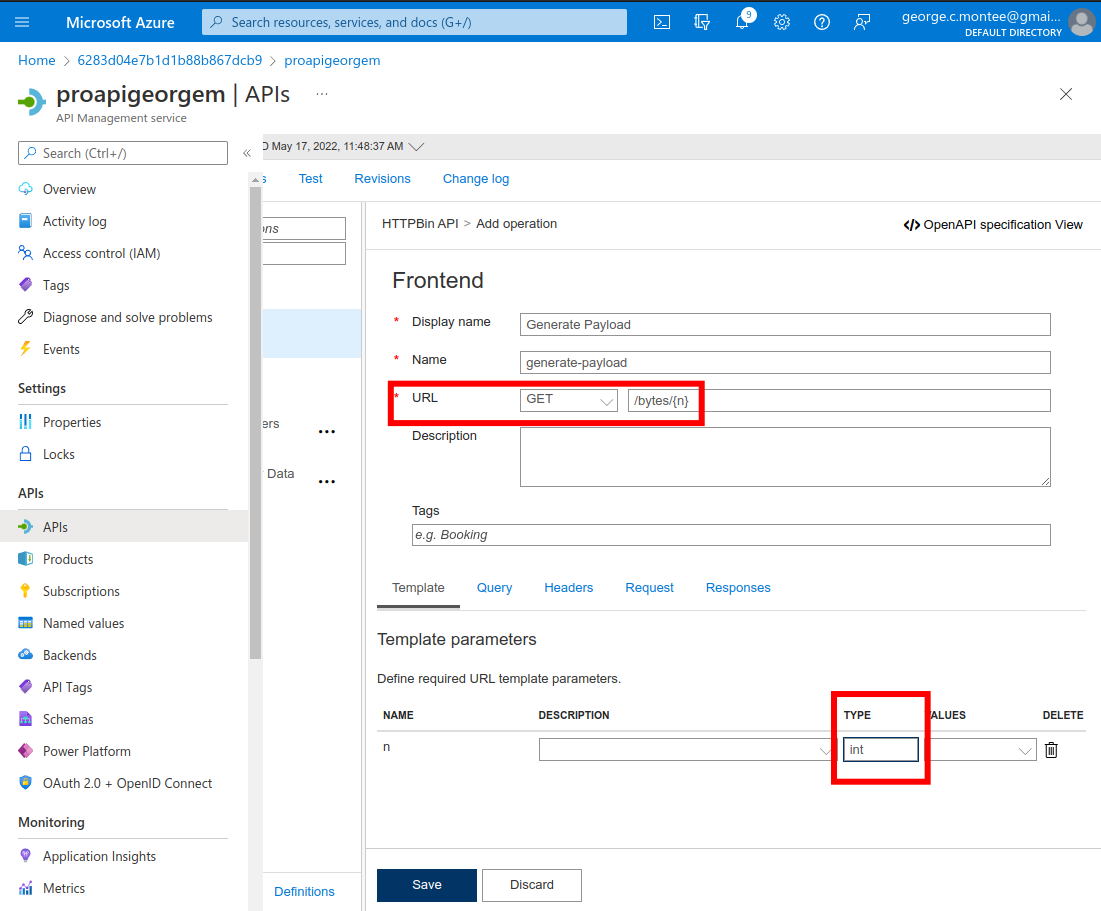 Microsoft Azure
Search resources, services, and docs (G+/)
9
george.c.montee@gmai...
DEFAULT DIRECTORY
Home > 6283d04e7b1d1b88b867dcb9 > proapigeorgem
proapigeorgem | APIs ...
API Management service
Search (Ctrl+/)
«
Overview
Activity log
Access control (IAM)
Tags
Diagnose and solve problems
Events
Settings
Properties
Locks
APIs
APIs
Products
Subscriptions
Named values
Backends
API Tags
Schemas
Power Platform
OAuth 2.0 + OpenID Connect
Monitoring
Application Insights
Metrics
D May 17, 2022, 11:48:37 AM
s Test Revisions Change log
ons
ers ...
Data ...
Definitions
HTTPBin API > Add operation
</> OpenAPI specification View
Frontend
* Display name Generate Payload
* Name generate-payload
* URL GET /bytes/{n}
Description
Tags
e.g. Booking
Template Query Headers Request Responses
Template parameters
Define required URL template parameters.
NAME DESCRIPTION TYPE ALUES DELETE
n int
Save Discard